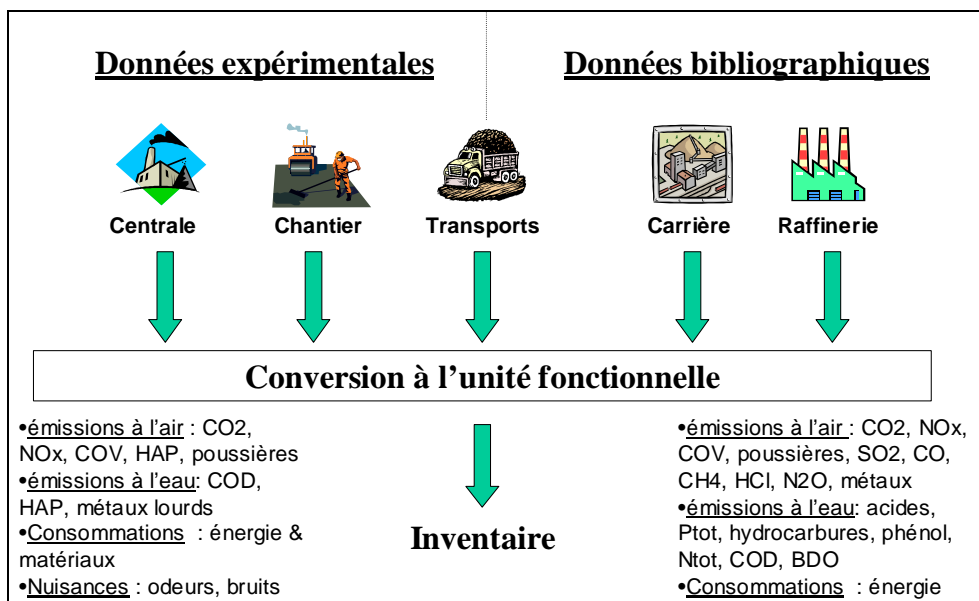 Données expérimentales
Données bibliographiques
Centrale
Chantier
Transports
Carrière
Raffinerie
Conversion à l’unité fonctionnelle
•émissions à l’air : CO2,
NOx, COV, HAP, poussières
•émissions à l’eau: COD,
HAP, métaux lourds
•Consommations : énergie &
matériaux
•Nuisances : odeurs, bruits
Inventaire
•émissions à l’air : CO2, NOx,
COV, poussières, SO2, CO,
CH4, HCl, N2O, métaux
•émissions à l’eau: acides,
Ptot, hydrocarbures, phénol,
Ntot, COD, BDO
•Consommations : énergie